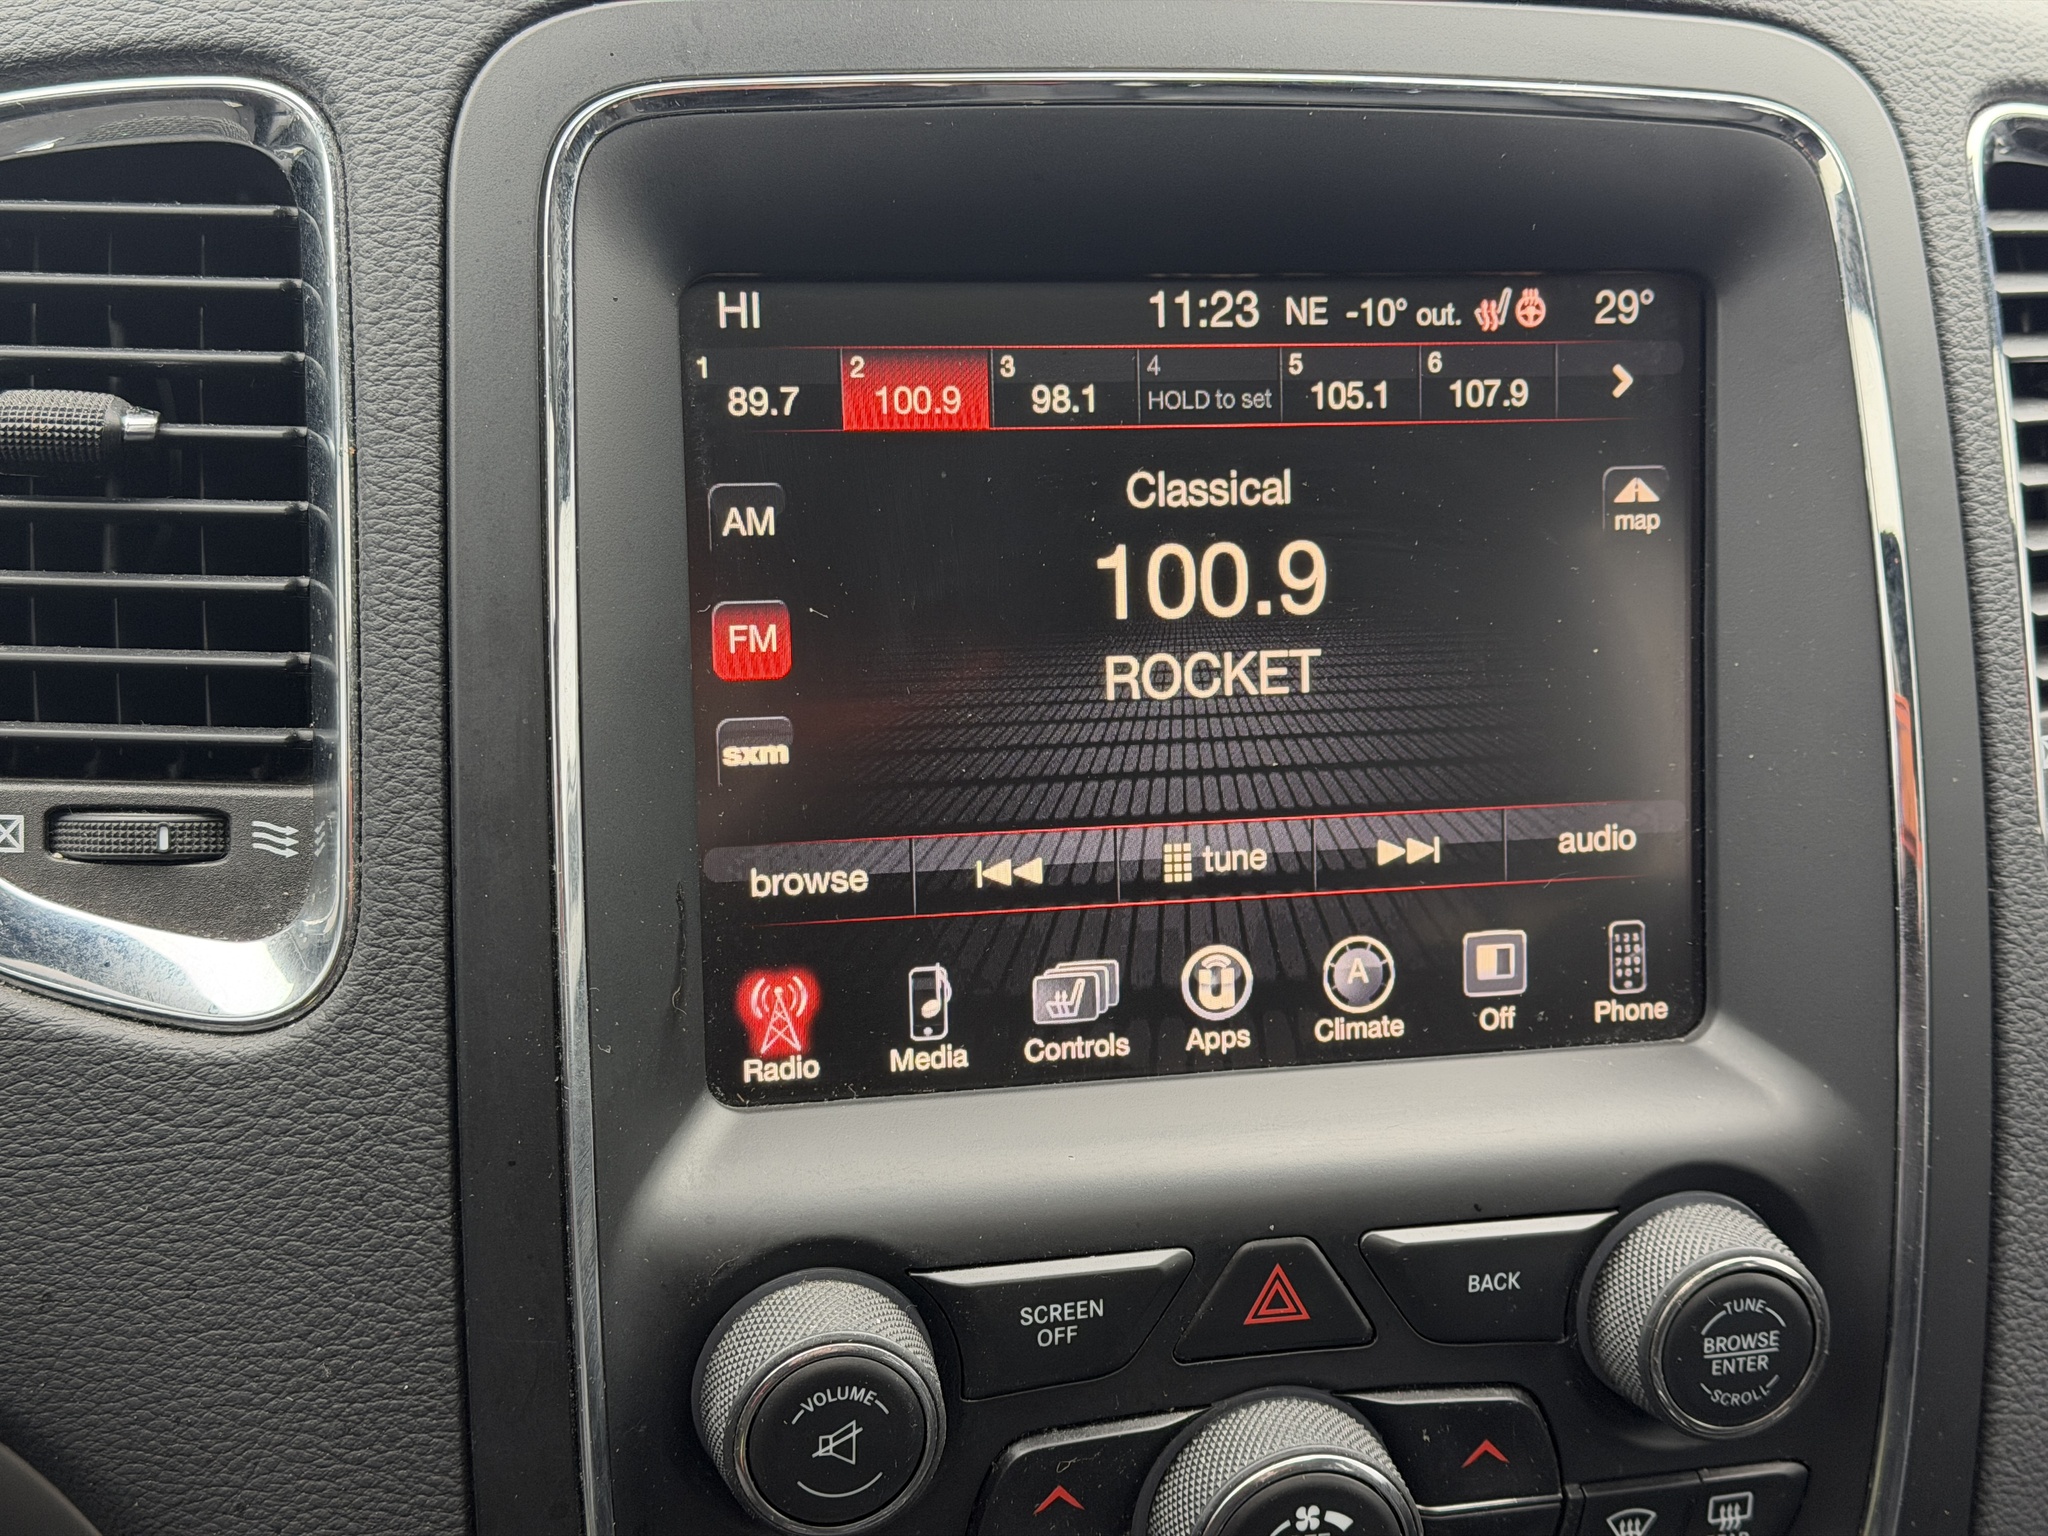 HI 11:23 NE -10° out. 29°
1 2 3 4 5 6
89.7 100.9 98.1 HOLD to set 105.1 107.9
Classical
AM
map
100.9
FM
ROCKET
sxm
browse tune audio
A
Radio Media Controls Apps Climate Off Phone
SCREEN
OFF
BACK
TUNE
BROWSE
ENTER
SCROLL
VOLUME